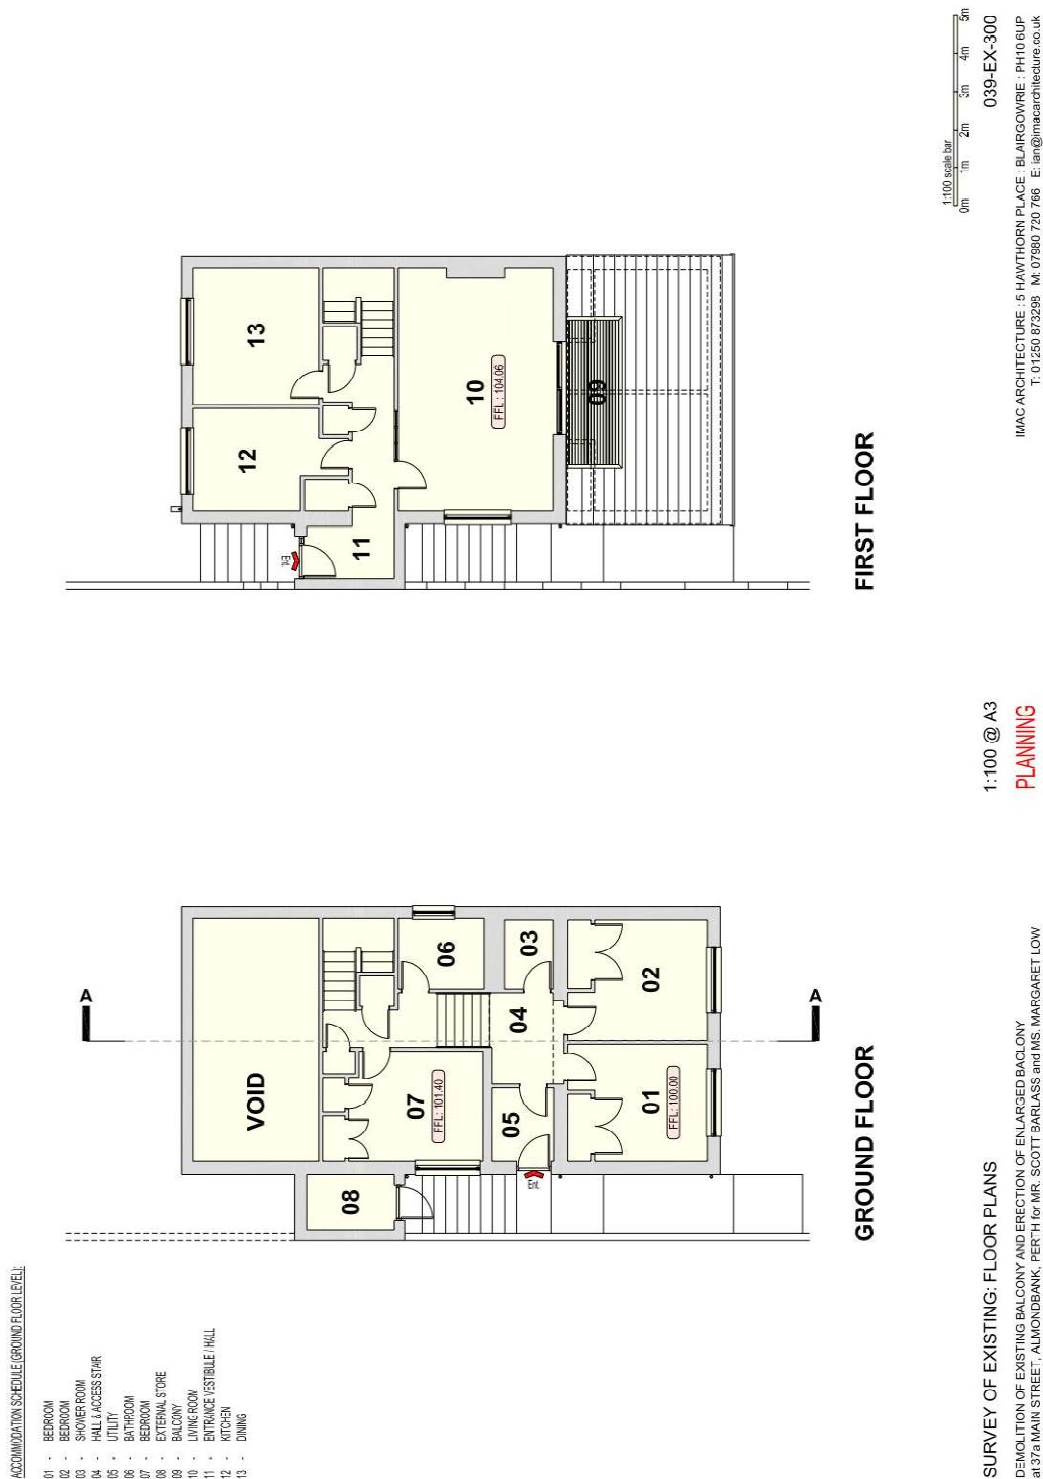 ACCOMMODATION SCHEDULE (GROUND FLOOR LEVEL):
01 - BEDROOM
02 - BEDROOM
03 - SHOWER ROOM
04 - HALL & ACCESS STAIR
05 - UTILITY
06 - BATHROOM
07 - BEDROOM
08 - EXTERNAL STORE
09 - BALCONY
10 - LIVING ROOM
11 - ENTRANCE VESTIBULE / HALL
12 - KITCHEN
13 - DINING
A
VOID
08
07
FFL : 101.40
06
03
04
05
Ent.
01
FFL : 100.00
02
A
GROUND FLOOR
13
12
11
Ent.
10
FFL : 104.06
09
FIRST FLOOR
1:100 scale bar
0m 1m 2m 3m 4m 5m
SURVEY OF EXISTING: FLOOR PLANS
1:100 @ A3
039-EX-300
DEMOLITION OF EXISTING BALCONY AND ERECTION OF ENLARGED BACLONY
at 37a MAIN STREET, ALMONDBANK, PERTH for MR. SCOTT BARLASS and MS. MARGARET LOW
PLANNING
IMAC ARCHITECTURE : 5 HAWTHORN PLACE : BLAIRGOWRIE : PH10 6UP
T: 01250 873298 M: 07980 720 766 E: ian@imacarchitecture.co.uk